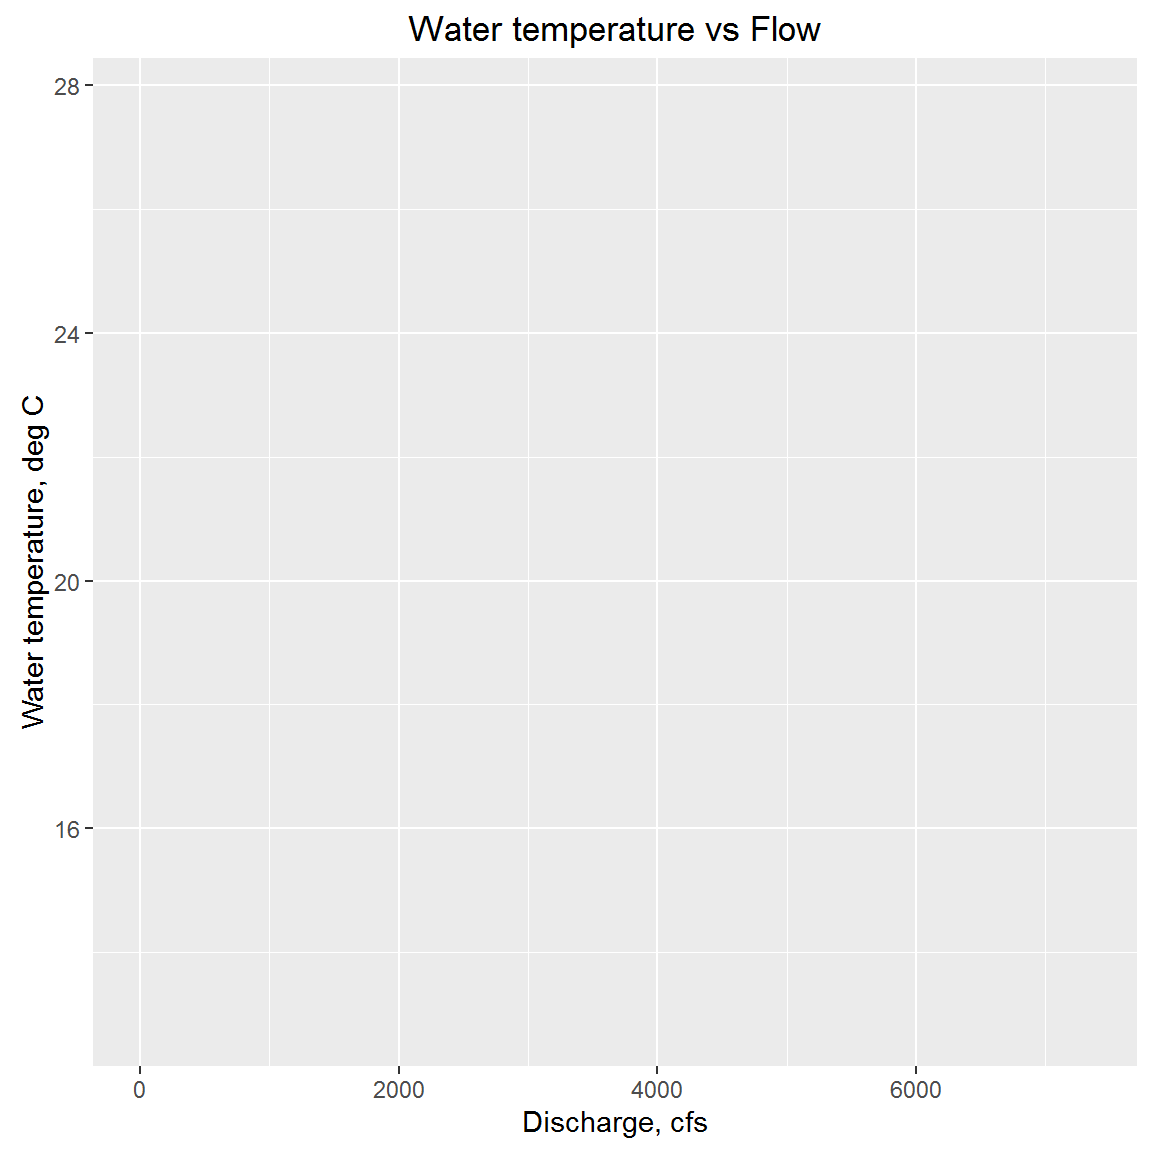 Water temperature vs Flow
28
24
20
16
Water temperature, deg C
0 2000 4000 6000
Discharge, cfs